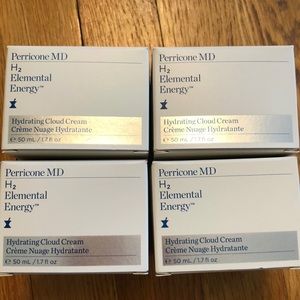 Perricone MD
H₂
Elemental
Energy™
Hydrating Cloud Cream
Crème Nuage Hydratante
℮ 50 mL / 1.7 fl oz
Perricone MD
H₂
Elemental
Energy™
Hydrating Cloud Cream
Crème Nuage Hydratante
℮ 50 mL / 1.7 fl oz
Perricone MD
H₂
Elemental
Energy™
Hydrating Cloud Cream
Crème Nuage Hydratante
℮ 50 mL / 1.7 fl oz
Perricone MD
H₂
Elemental
Energy™
Hydrating Cloud Cream
Crème Nuage Hydratante
℮ 50 mL / 1.7 fl oz